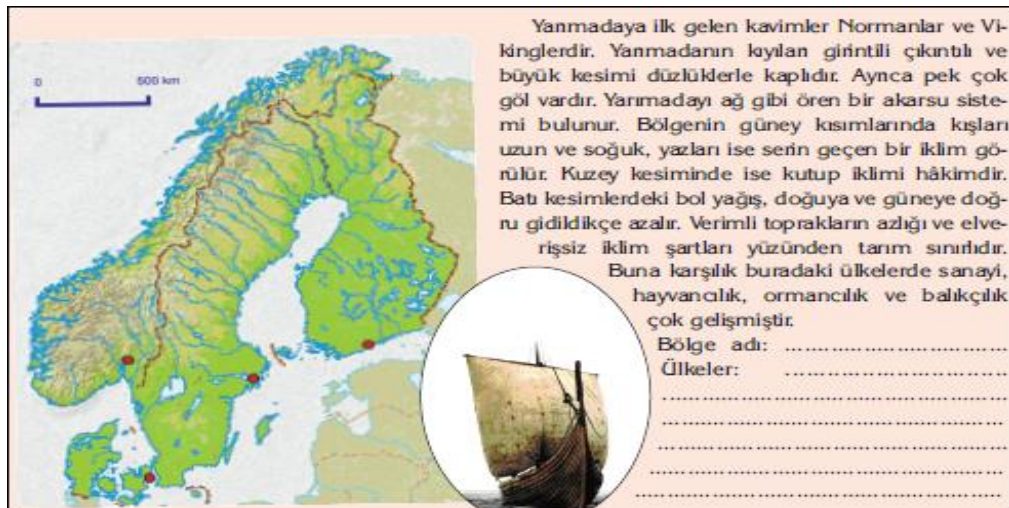 0
600 km
Yarımadaya ilk gelen kavimler Normanlar ve Vi-
kinglerdir. Yarımadanın kıyıları girintili çıkıntılı ve
büyük kesimi düzlüklerle kaplıdır. Ayrıca pek çok
göl vardır. Yarımadayı ağ gibi ören bir akarsu siste-
mi bulunur. Bölgenin güney kısımlarında kışları
uzun ve soğuk, yazları ise serin geçen bir iklim gö-
rülür. Kuzey kesiminde ise kutup iklimi hâkimdir.
Batı kesimlerdeki bol yağış, doğuya ve güneye doğ-
ru gidildikçe azalır. Verimli toprakların azlığı ve elve-
rişsiz iklim şartları yüzünden tarım sınırlıdır.
Buna karşılık buradaki ülkelerde sanayi,
hayvancılık, ormancılık ve balıkçılık
çok gelişmiştir.
Bölge adı: ................................
Ülkeler: ................................
................................................
................................................
................................................
................................................
................................................